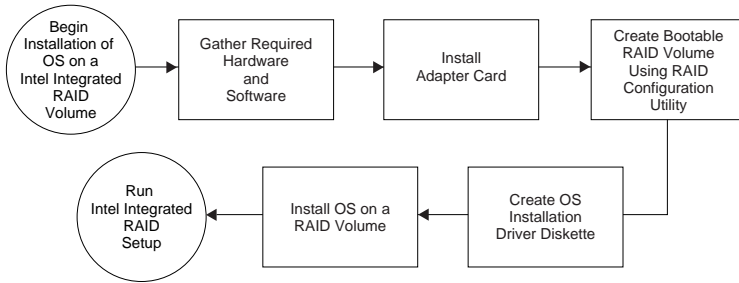 Begin
Installation of
OS on a
Intel Integrated
RAID
Volume
Gather Required
Hardware
and
Software
Install
Adapter Card
Create Bootable
RAID Volume
Using RAID
Configuration
Utility
Run
Intel Integrated
RAID
Setup
Install OS on a
RAID Volume
Create OS
Installation
Driver Diskette